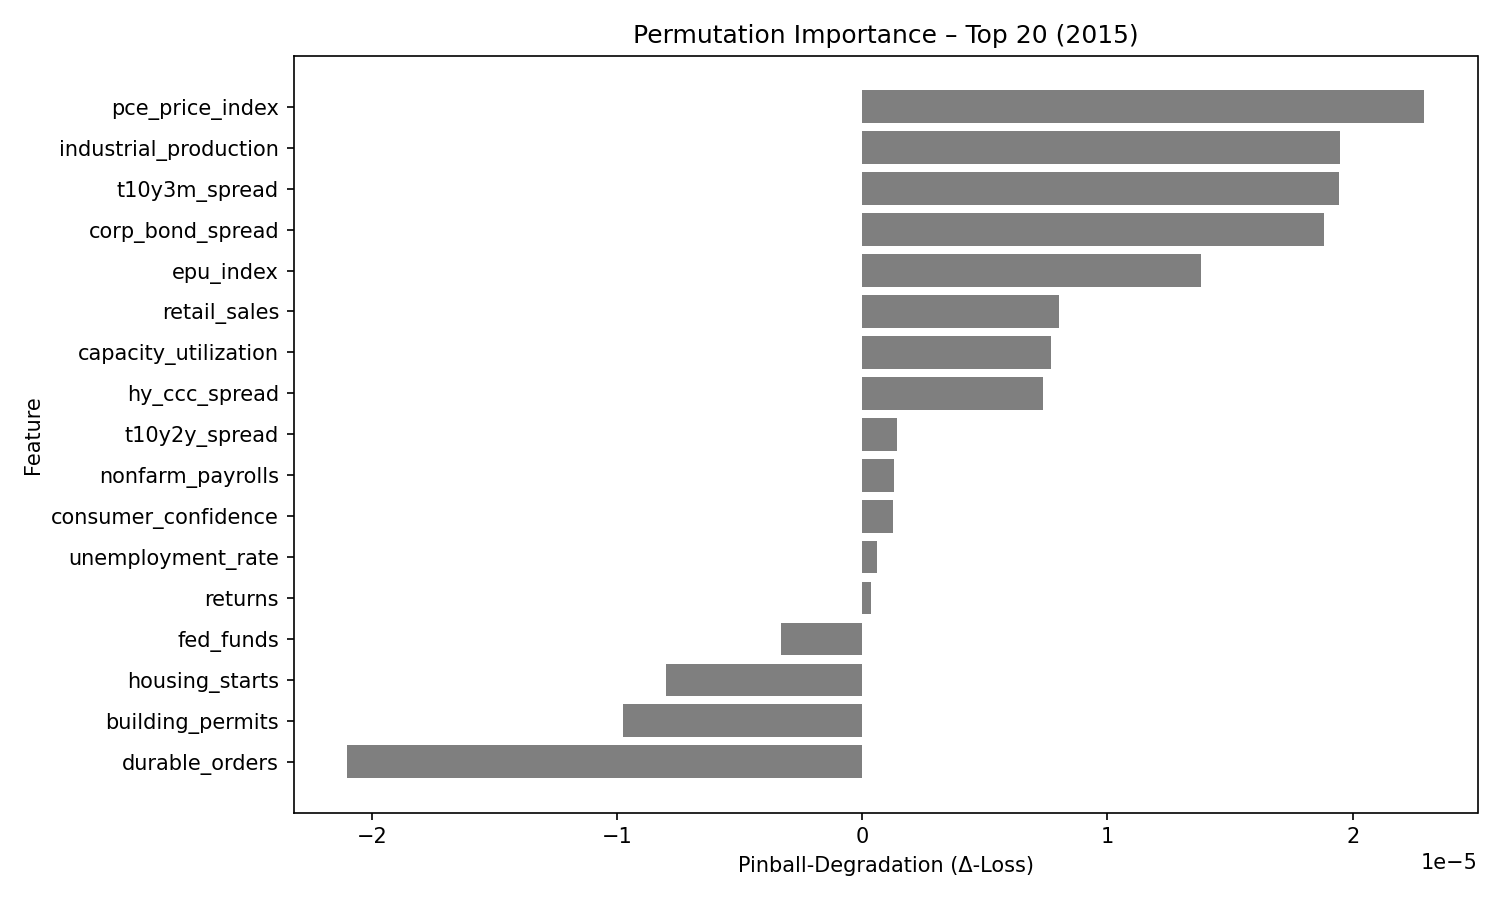 Permutation Importance – Top 20 (2015)
Feature
pce_price_index
industrial_production
t10y3m_spread
corp_bond_spread
epu_index
retail_sales
capacity_utilization
hy_ccc_spread
t10y2y_spread
nonfarm_payrolls
consumer_confidence
unemployment_rate
returns
fed_funds
housing_starts
building_permits
durable_orders
−2 −1 0 1 2
1e−5
Pinball-Degradation (Δ-Loss)